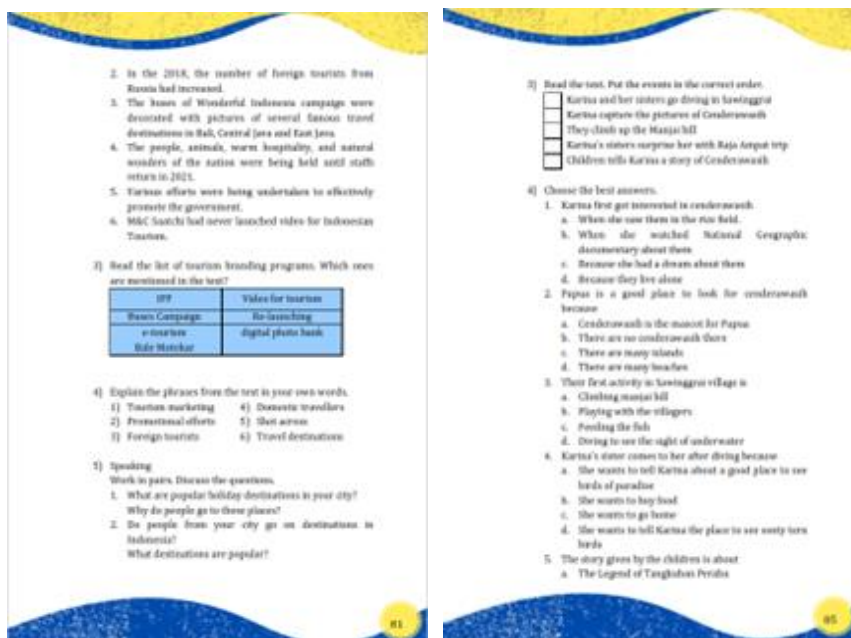 2. In the 2018, the number of foreign tourists from
Russia had increased.
3. The buses of Wonderful Indonesia campaign were
decorated with pictures of several famous travel
destinations in Bali, Central Java and East Java.
4. The people, animals, warm hospitality, and natural
wonders of the nation were being held until
return in 2021.
5. Various efforts were being undertaken to effectively
promote the government.
6. M&C Saatchi had never launched video for Indonesian
Tourism.
3) Read the list of tourism branding programs. Which ones
are mentioned in the text?
Video for tourism
Buses Campaign Re-launching
e-tourism digital photo bank
4) Explain the phrases from the text in your own words.
1) Tourism marketing 4) Domestic travellers
2) Promotional efforts 5) Shot across
3) Foreign tourists 6) Travel destinations
5) Speaking
Work in pairs. Discuss the questions.
1. What are popular holiday destinations in your city?
Why do people go to these places?
2. Do people from your city go on destinations in
Indonesia?
What destinations are popular?
81
3) Read the text. Put the events in the correct order.
Karina and her sisters go diving in Sawinggrai
Karina capture the pictures of Cenderawasih
They climb up the Manjai hill
Karina's sisters surprise her with Raja Ampat trip
Children tells Karina a story of Cenderawasih
4) Choose the best answers.
1. Karina first got interested in cenderawasih
a. When she saw them in the rice field.
b. When she watched National Geographic
documentary about them
c. Because she had a dream about them
d. Because they live alone
2. Papua is a good place to look for cenderawasih
because
a. Cenderawasih is the mascot for Papua
b. There are no cenderawasih there
c. There are many islands
d. There are many beaches
3. Their first activity in Sawinggrai village is
a. Climbing manjai hill
b. Playing with the villagers
c. Feeding the fish
d. Diving to see the sight of underwater
4. Karina's sister comes to her after diving because
a. She wants to tell Karina about a good place to see
birds of paradise
b. She wants to buy food
c. She wants to go home
d. She wants to tell Karina the place to see sooty tern
birds
5. The story given by the children is about
a. The Legend of Tangkuban Perahu
85